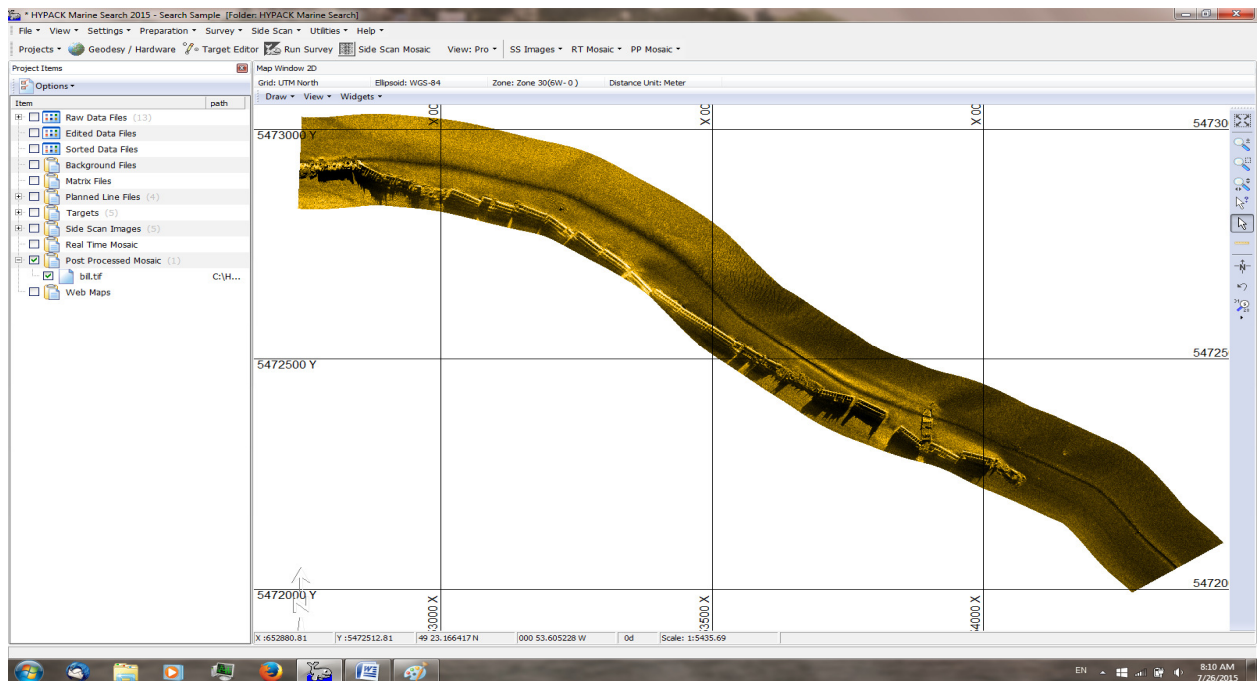 * HYPACK Marine Search 2015 - Search Sample [Folder: HYPACK Marine Search]
File View Settings Preparation Survey Side Scan Utilities Help
Projects Geodesy / Hardware Target Editor Run Survey Side Scan Mosaic View: Pro SS Images RT Mosaic PP Mosaic
Project Items
Options
Item path
Raw Data Files (13)
Edited Data Files
Sorted Data Files
Background Files
Matrix Files
Planned Line Files (4)
Targets (5)
Side Scan Images (5)
Real Time Mosaic
Post Processed Mosaic (1)
bill.tif C:\H...
Web Maps
Map Window 2D
Grid: UTM North Ellipsoid: WGS-84 Zone: Zone 30(6W- 0 ) Distance Unit: Meter
Draw View Widgets
00 X 00 X 00 X
5473000 Y 54730
5472500 Y 54725
5472000 Y 54720
3000 X 3500 X 4000 X
N
X :652880.81 Y :5472512.81 49 23.166417 N 000 53.605228 W 0d Scale: 1:5435.69
EN 8:10 AM
7/26/2015